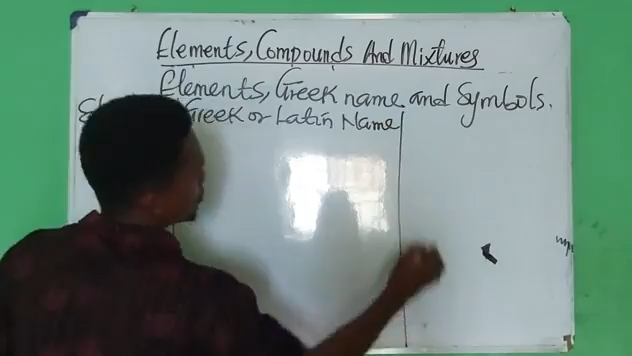 Elements, Compounds And Mixtures
Elements, Greek name and Symbols.
Greek or Latin Name